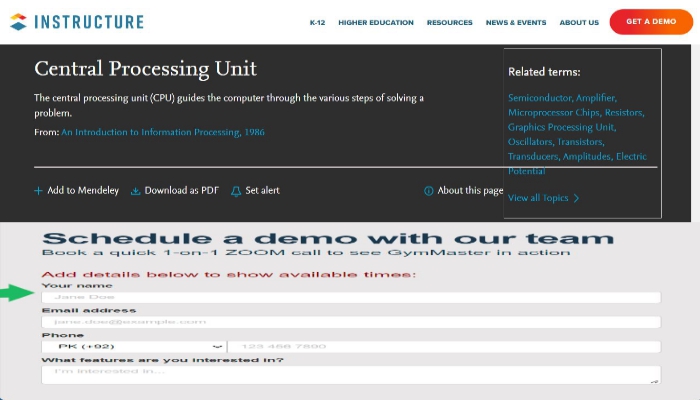 INSTRUCTURE
K-12 HIGHER EDUCATION RESOURCES NEWS & EVENTS ABOUT US GET A DEMO
Central Processing Unit
The central processing unit (CPU) guides the computer through the various steps of solving a
problem.
From: An Introduction to Information Processing, 1986
Add to Mendeley Download as PDF Set alert About this page
Related terms:
Semiconductor, Amplifier,
Microprocessor Chips, Resistors,
Graphics Processing Unit,
Oscillators, Transistors,
Transducers, Amplitudes, Electric
Potential
View all Topics
Schedule a demo with our team
Book a quick 1-on-1 ZOOM call to see GymMaster in action
Add details below to show available times:
Your name
Jane Doe
Email address
jane.doe@example.com
Phone
PK (+92) 123 456 7890
What features are you interested in?
I'm interested in...